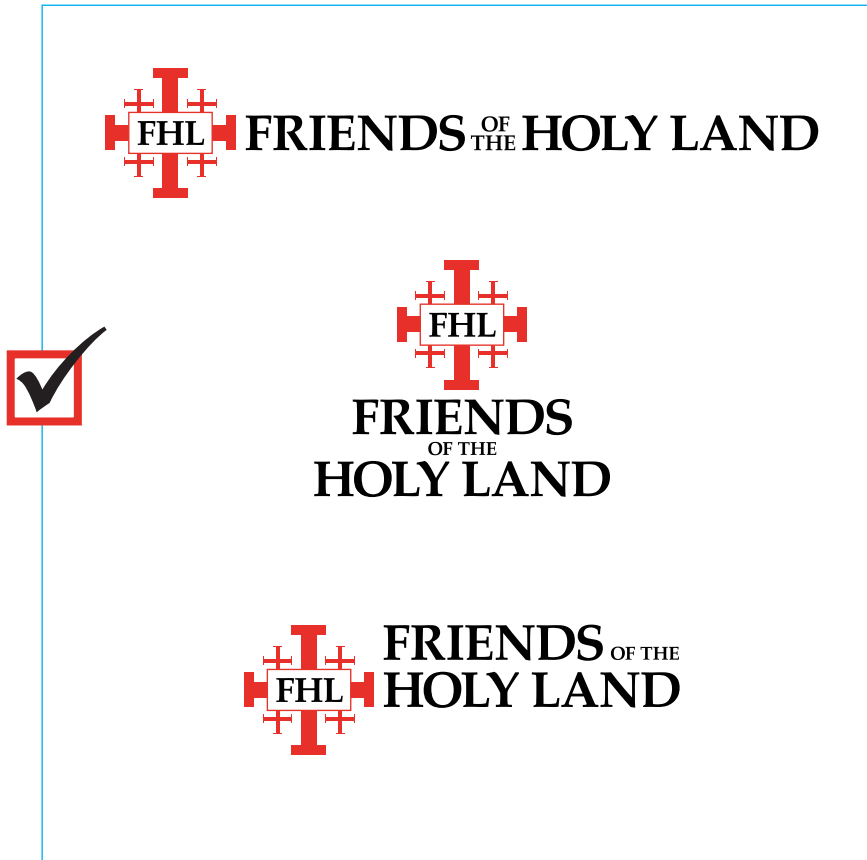 FHL FRIENDS OF THE HOLY LAND
FHL
FRIENDS
OF THE
HOLY LAND
FHL
FRIENDS OF THE
HOLY LAND